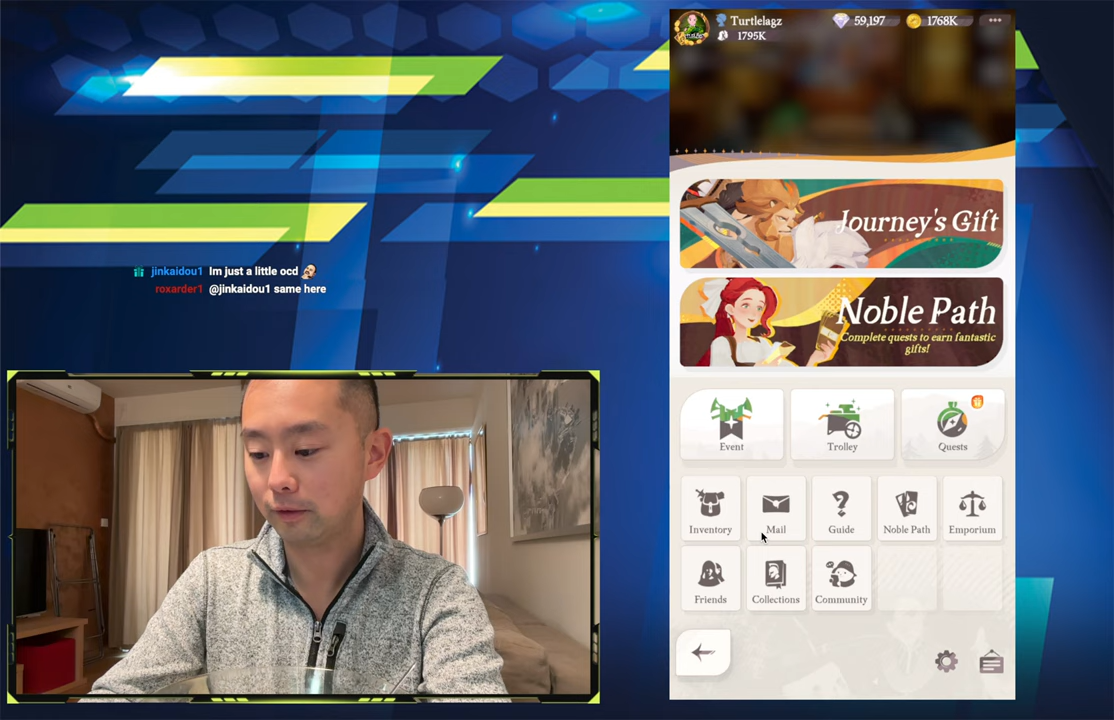 Turtlelagz
59,197
1768K
1795K
Journey's Gift
Noble Path
Complete quests to earn fantastic
gifts!
jinkaidou1 Im just a little ocd
roxarder1 @jinkaidou1 same here
Event
Trolley
Quests
Inventory
Mail
Guide
Noble Path
Emporium
Friends
Collections
Community